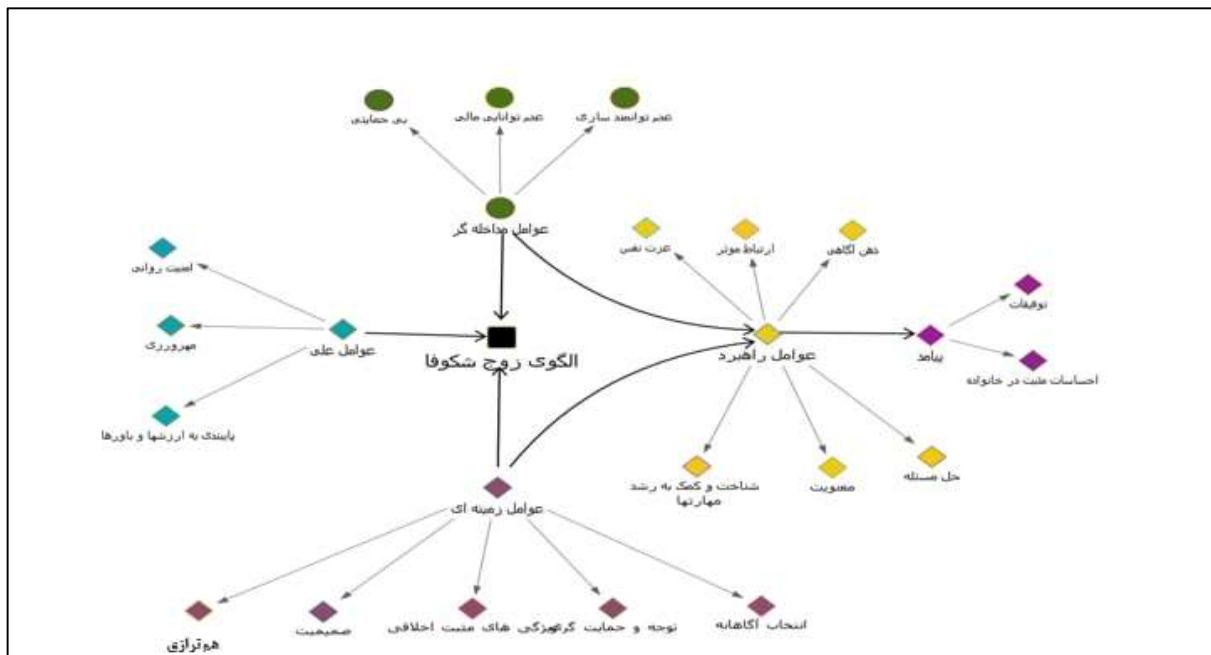 بی حمایتی
عدم توانایی مالی
عدم توانمند سازی
عوامل مداخله گر
عزت نفس
ارتباط موثر
ذهن آگاهی
امنیت روانی
مهرورزی
عوامل علی
پایبندی به ارزشها و باورها
الگوی زوج شکوفا
عوامل راهبرد
پیامد
توفیقات
احساسات مثبت در خانواده
شناخت و کمک به رشد
مهارتها
معنویت
حل مسئله
عوامل زمینه ای
هم‌ترازی
صمیمیت
ویژگی های مثبت اخلاقی
توجه و حمایت گری
انتخاب آگاهانه